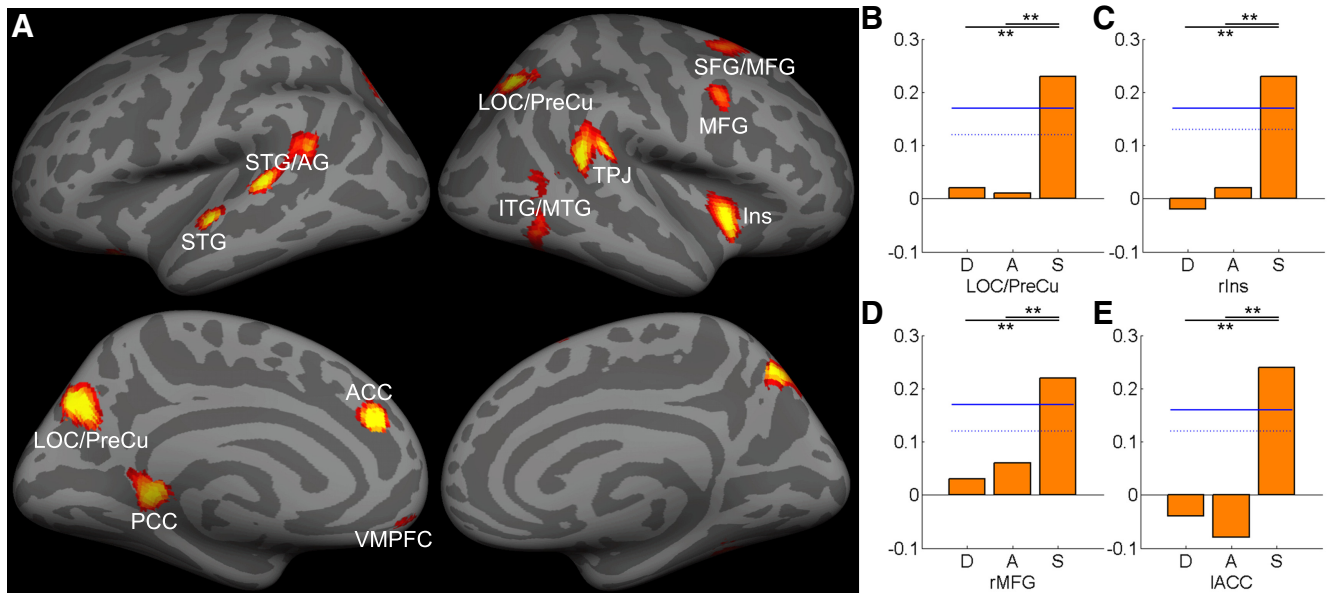 A
SFG/MFG
LOC/PreCu
MFG
STG/AG
TPJ
ITG/MTG
Ins
STG
ACC
LOC/PreCu
PCC
VMPFC
B
**
**
0.3
0.2
0.1
0
-0.1
D A S
LOC/PreCu
C
**
**
0.3
0.2
0.1
0
-0.1
D A S
rIns
D
**
**
0.3
0.2
0.1
0
-0.1
D A S
rMFG
E
**
**
0.3
0.2
0.1
0
-0.1
D A S
lACC